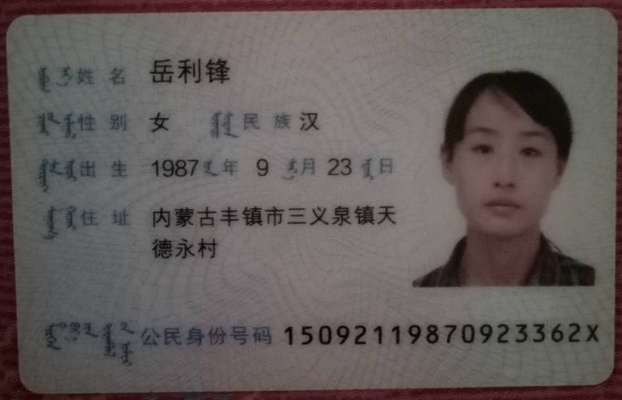 姓名 岳利锋
性别 女 民族 汉
出生 1987年9月23日
住址 内蒙古丰镇市三义泉镇天
德永村
公民身份号码 15092119870923362X